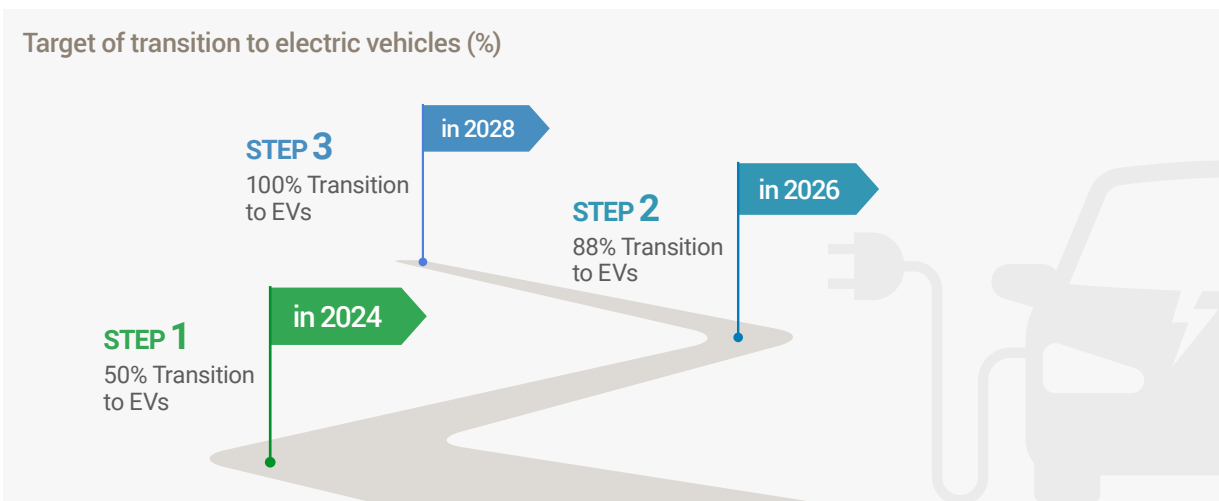 Target of transition to electric vehicles (%)
in 2028
STEP 3
100% Transition
to EVs
in 2026
STEP 2
88% Transition
to EVs
in 2024
STEP 1
50% Transition
to EVs